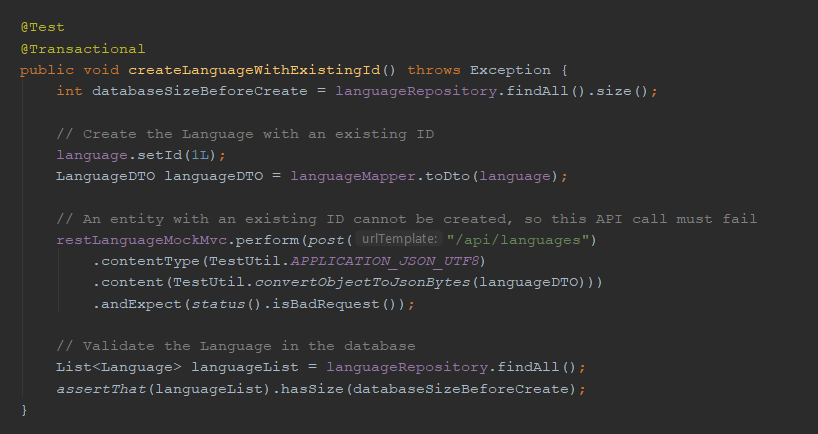 @Test
@Transactional
public void createLanguageWithExistingId() throws Exception {
    int databaseSizeBeforeCreate = languageRepository.findAll().size();

    // Create the Language with an existing ID
    language.setId(1L);
    LanguageDTO languageDTO = languageMapper.toDto(language);

    // An entity with an existing ID cannot be created, so this API call must fail
    restLanguageMockMvc.perform(post( urlTemplate: "/api/languages")
        .contentType(TestUtil.APPLICATION_JSON_UTF8)
        .content(TestUtil.convertObjectToJsonBytes(languageDTO)))
        .andExpect(status().isBadRequest());

    // Validate the Language in the database
    List<Language> languageList = languageRepository.findAll();
    assertThat(languageList).hasSize(databaseSizeBeforeCreate);
}